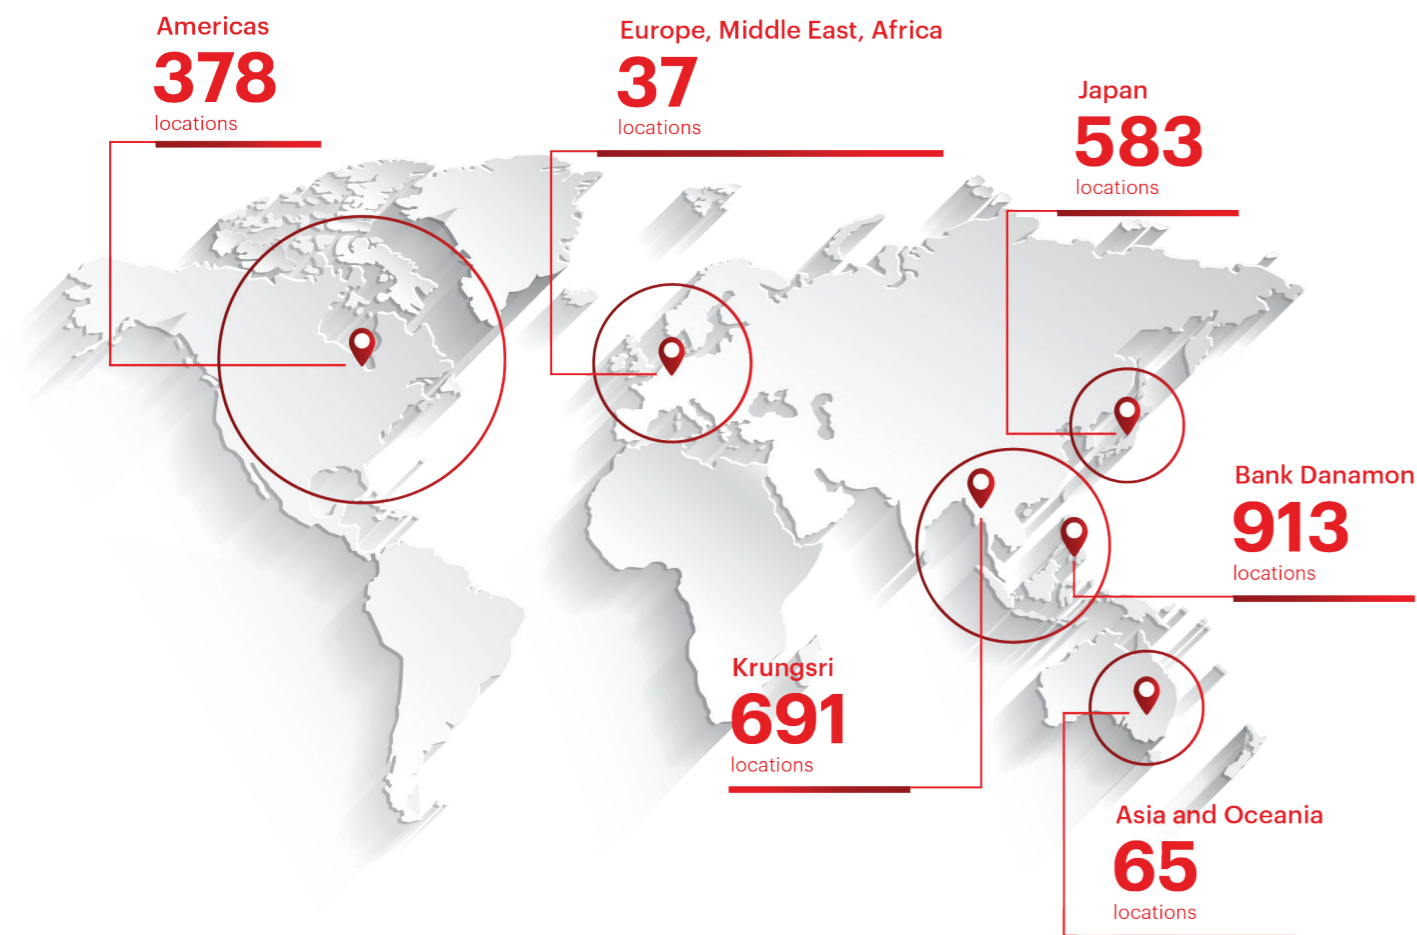 Americas
378
locations
Europe, Middle East, Africa
37
locations
Japan
583
locations
Bank Danamon
913
locations
Krungsri
691
locations
Asia and Oceania
65
locations